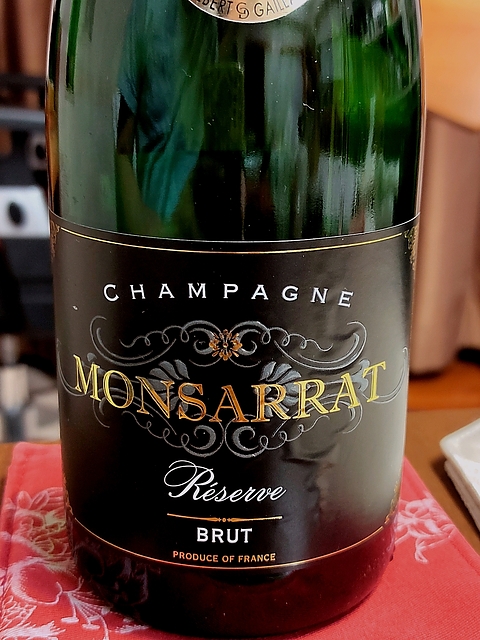 CHAMPAGNE
MONSARRAT
Réserve
BRUT
PRODUCE OF FRANCE